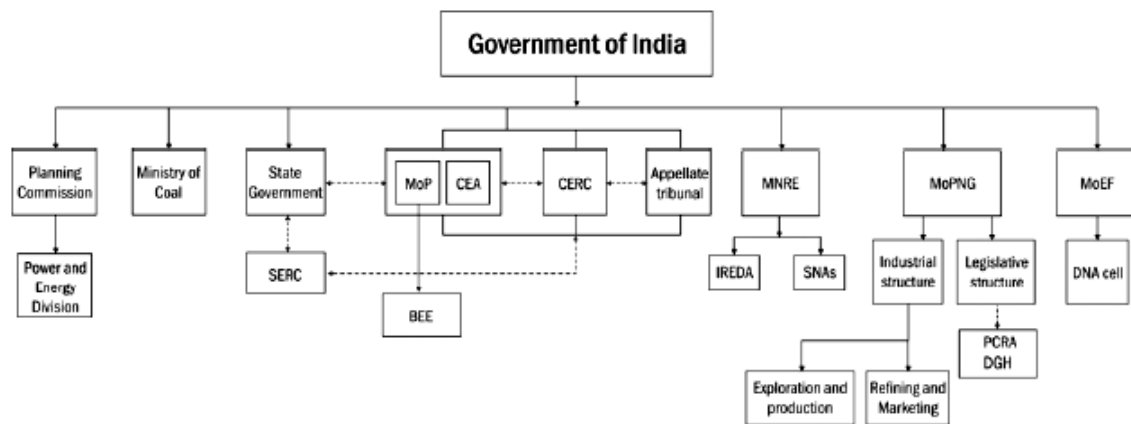 Government of India
Planning
Commission
Ministry of
Coal
State
Government
MoP
CEA
CERC
Appellate
tribunal
MNRE
MoPNG
MoEF
Power and
Energy
Division
SERC
BEE
IREDA
SNAs
Industrial
structure
Legislative
structure
DNA cell
PCRA
DGH
Exploration and
production
Refining and
Marketing